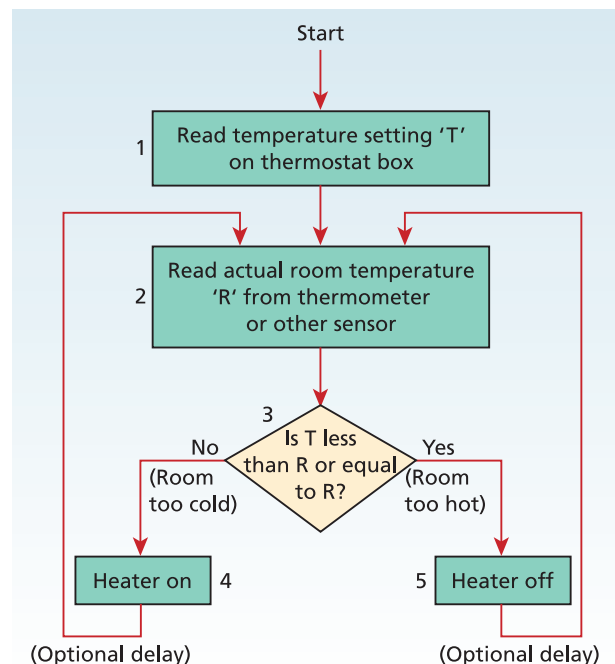 Start
1
Read temperature setting ‘T’
on thermostat box
2
Read actual room temperature
‘R’ from thermometer
or other sensor
3
Is T less
than R or equal
to R?
No
(Room
too cold)
Yes
(Room
too hot)
Heater on
4
5
Heater off
(Optional delay)
(Optional delay)